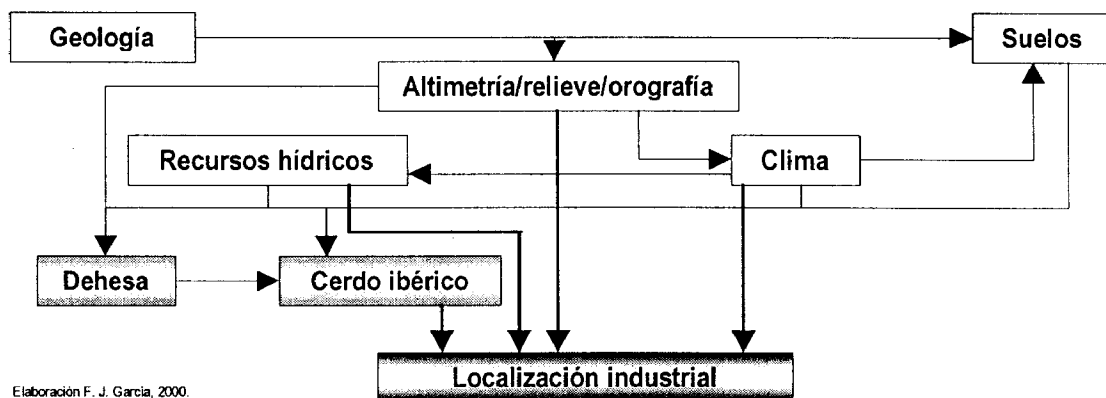 Geología
Suelos
Altimetría/relieve/orografía
Recursos hídricos
Clima
Dehesa
Cerdo ibérico
Localización industrial
Elaboración F. J. García, 2000.